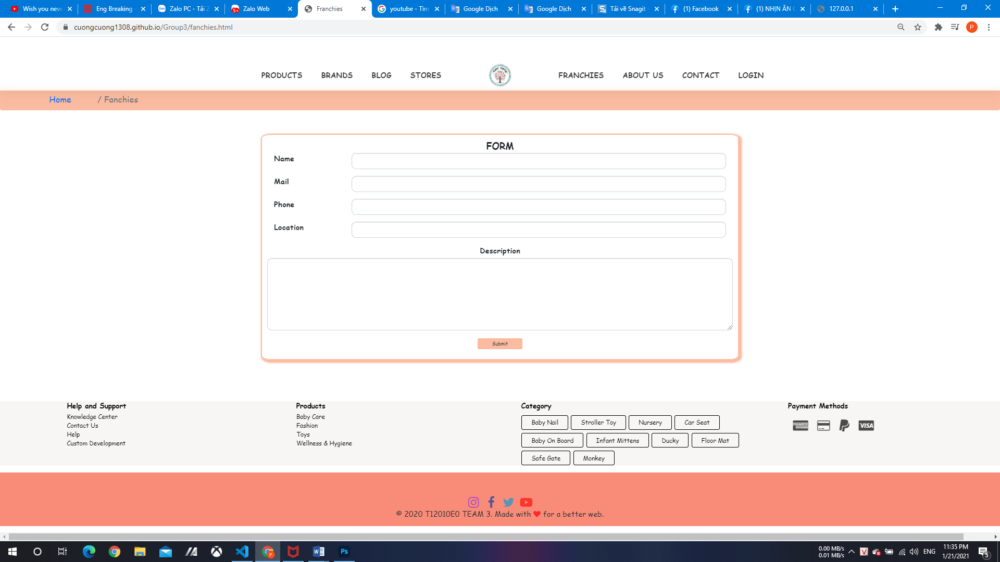 Wish you neve
Eng Breaking -
Zalo PC - Tải Z
Zalo Web
Franchies
youtube - Tìm
Google Dịch
Google Dịch
Tải về Snagit -
(1) Facebook
(1) NHỊN ĂN
127.0.0.1
cuongcuong1308.github.io/Group3/fanchies.html
P
PRODUCTS BRANDS BLOG STORES TINY TOTS FRANCHIES ABOUT US CONTACT LOGIN
Home / Fanchies
FORM
Name
Mail
Phone
Location
Description
Submit
Help and Support
Knowledge Center
Contact Us
Help
Custom Development
Products
Baby Care
Fashion
Toys
Wellness & Hygiene
Category
Baby Nail Stroller Toy Nursery Car Seat
Baby On Board Infant Mittens Ducky Floor Mat
Safe Gate Monkey
Payment Methods
VISA
© 2020 T12010E0 TEAM 3. Made with ❤ for a better web.
0.00 MB/s
0.01 MB/s
ENG
11:35 PM
1/21/2021
5